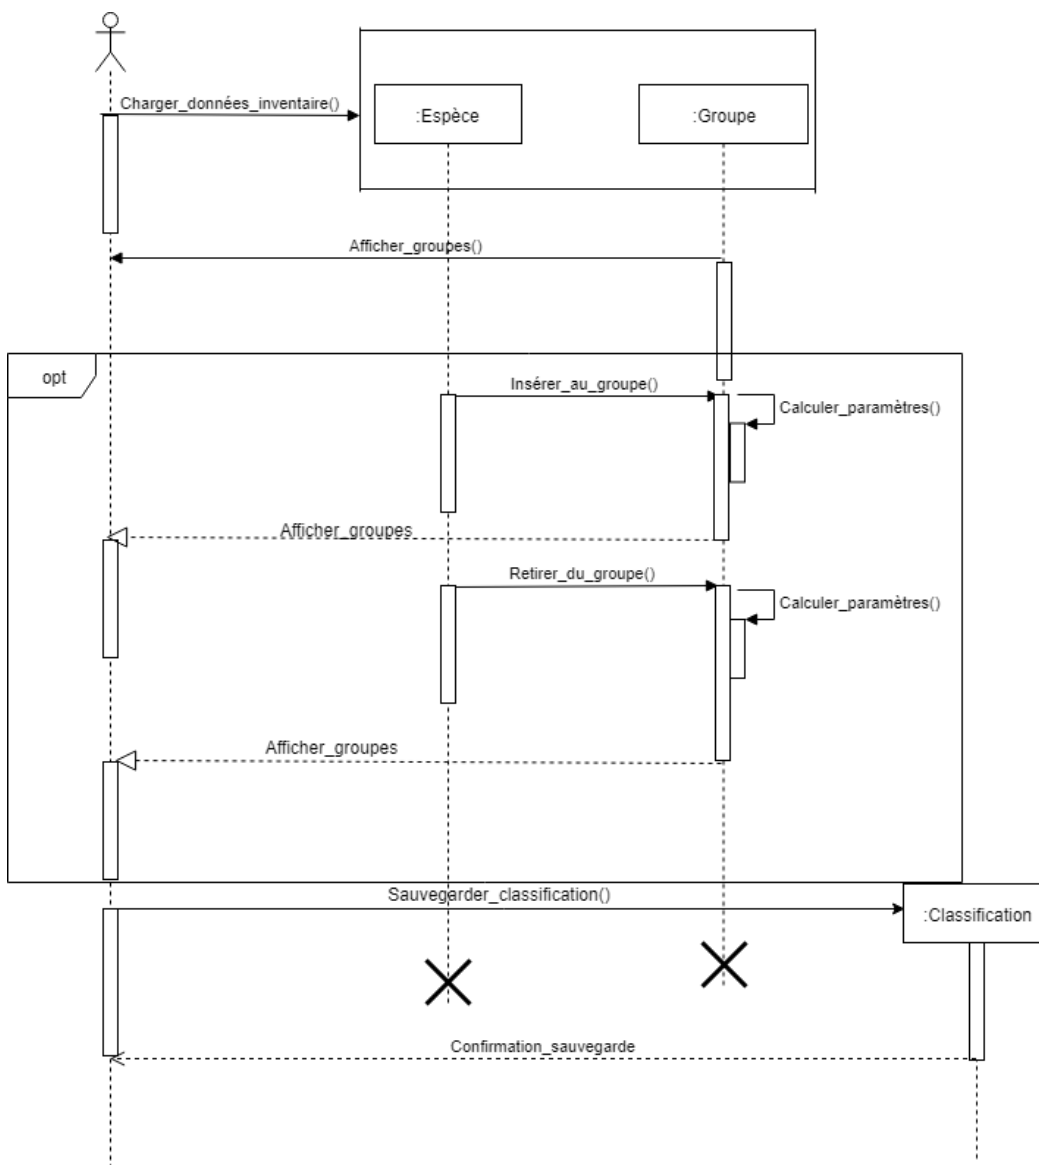 Charger_données_inventaire()
:Espèce
:Groupe
Afficher_groupes()
opt
Insérer_au_groupe()
Calculer_paramètres()
Afficher_groupes
Retirer_du_groupe()
Calculer_paramètres()
Afficher_groupes
Sauvegarder_classification()
:Classification
Confirmation_sauvegarde